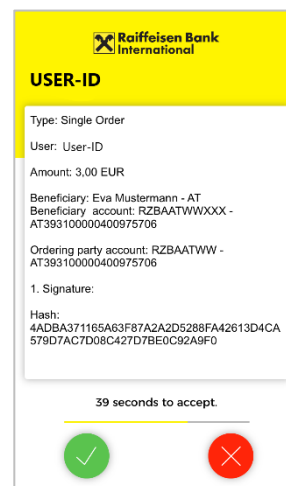 Raiffeisen Bank
International
USER-ID
Type: Single Order
User: User-ID
Amount: 3,00 EUR
Beneficiary: Eva Mustermann - AT
Beneficiary account: RZBAATWWXXX -
AT393100000400975706
Ordering party account: RZBAATWW -
AT393100000400975706
1. Signature:
Hash:
4ADBA371165A63F87A2A2D5288FA42613D4CA
579D7AC7D08C427D7BE0C92A9F0
39 seconds to accept.